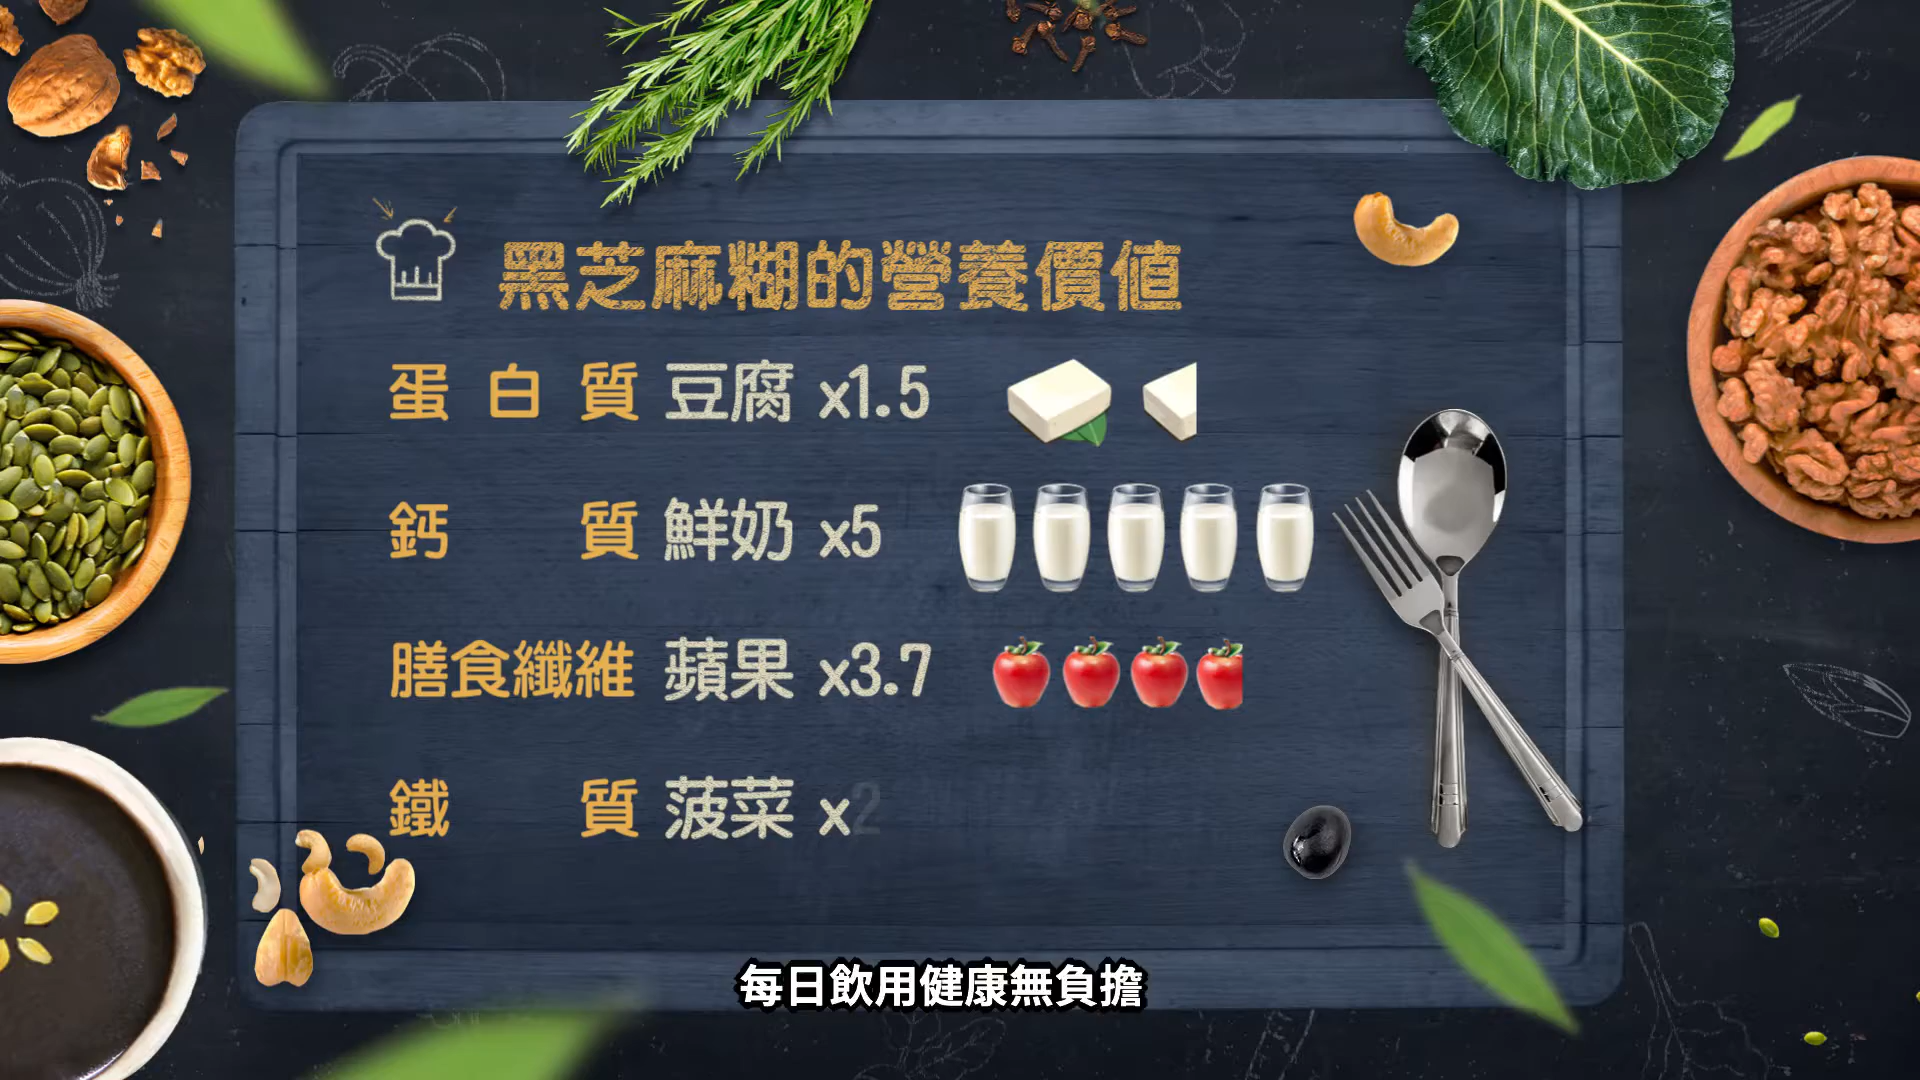 黑芝麻糊的營養價值
蛋白質 豆腐 x1.5
鈣質 鮮奶 x5
膳食纖維 蘋果 x3.7
鐵質 菠菜 x2
每日飲用健康無負擔